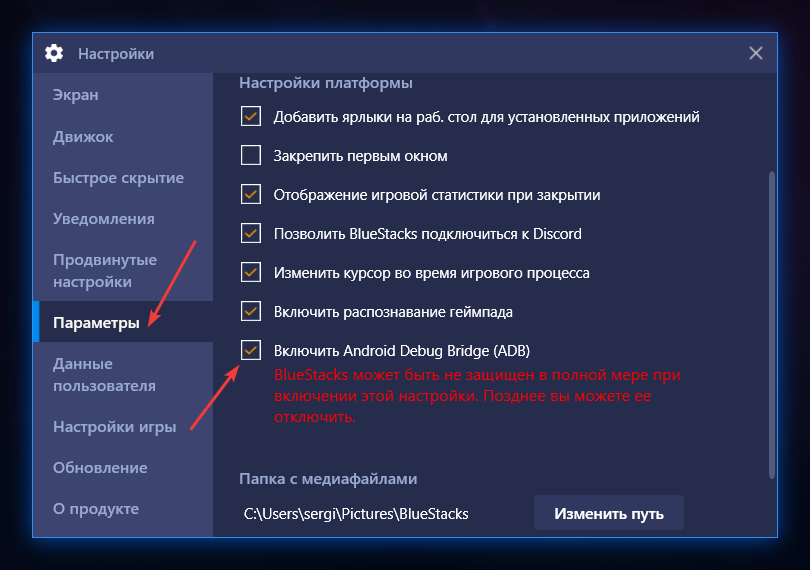 Настройки
Экран
Движок
Быстрое скрытие
Уведомления
Продвинутые
настройки
Параметры
Данные
пользователя
Настройки игры
Обновление
О продукте
Настройки платформы
Добавить ярлыки на раб. стол для установленных приложений
Закрепить первым окном
Отображение игровой статистики при закрытии
Позволить BlueStacks подключиться к Discord
Изменить курсор во время игрового процесса
Включить распознавание геймпада
Включить Android Debug Bridge (ADB)
BlueStacks может быть не защищен в полной мере при
включении этой настройки. Позднее вы можете ее
отключить.
Папка с медиафайлами
C:\Users\sergi\Pictures\BlueStacks
Изменить путь